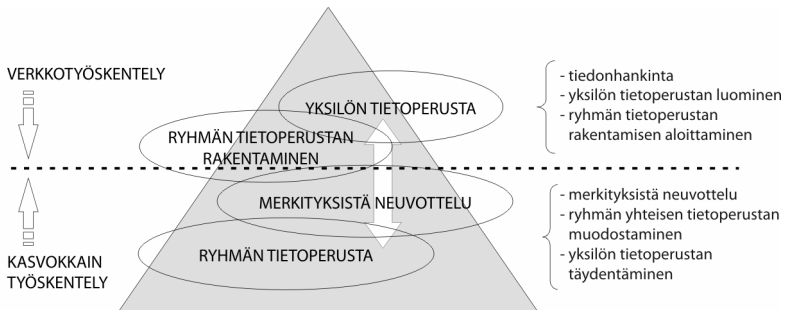 VERKKOTYÖSKENTELY
YKSILÖN TIETOPERUSTA
RYHMÄN TIETOPERUSTAN
RAKENTAMINEN
- tiedonhankinta
- yksilön tietoperustan luominen
- ryhmän tietoperustan
rakentamisen aloittaminen
KASVOKKAIN
TYÖSKENTELY
MERKITYKSISTÄ NEUVOTTELU
RYHMÄN TIETOPERUSTA
- merkityksistä neuvottelu
- ryhmän yhteisen tietoperustan
muodostaminen
- yksilön tietoperustan
täydentäminen